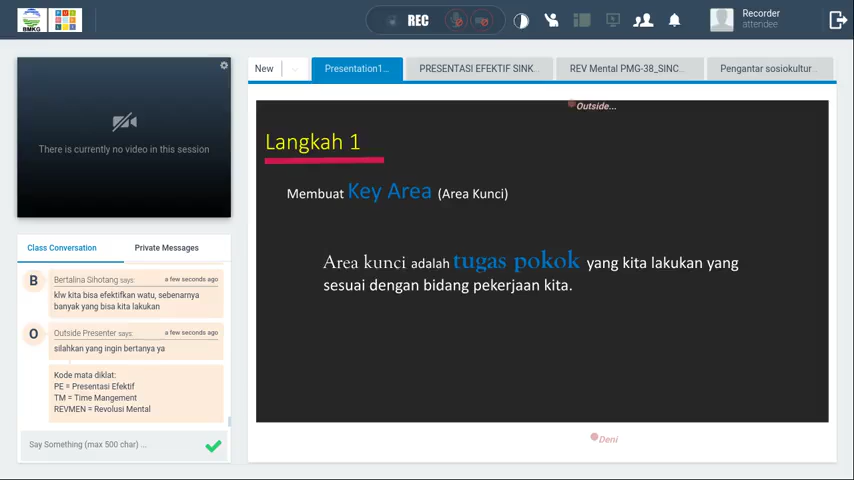 BMKG
REC
Recorder
attendee
New
Presentation1...
PRESENTASI EFEKTIF SINK...
REV Mental PMG-38_SINC...
Pengantar sosiokultur...
There is currently no video in this session
Outside...
Langkah 1
Membuat Key Area (Area Kunci)
Area kunci adalah tugas pokok yang kita lakukan yang
sesuai dengan bidang pekerjaan kita.
Deni
Class Conversation
Private Messages
B
Bertalina Sihotang says:
a few seconds ago
klw kita bisa efektifkan watu, sebenarnya
banyak yang bisa kita lakukan
O
Outside Presenter says:
a few seconds ago
silahkan yang ingin bertanya ya
Kode mata diklat:
PE = Presentasi Efektif
TM = Time Mangement
REVMEN = Revolusi Mental
Say Something (max 500 char) ...